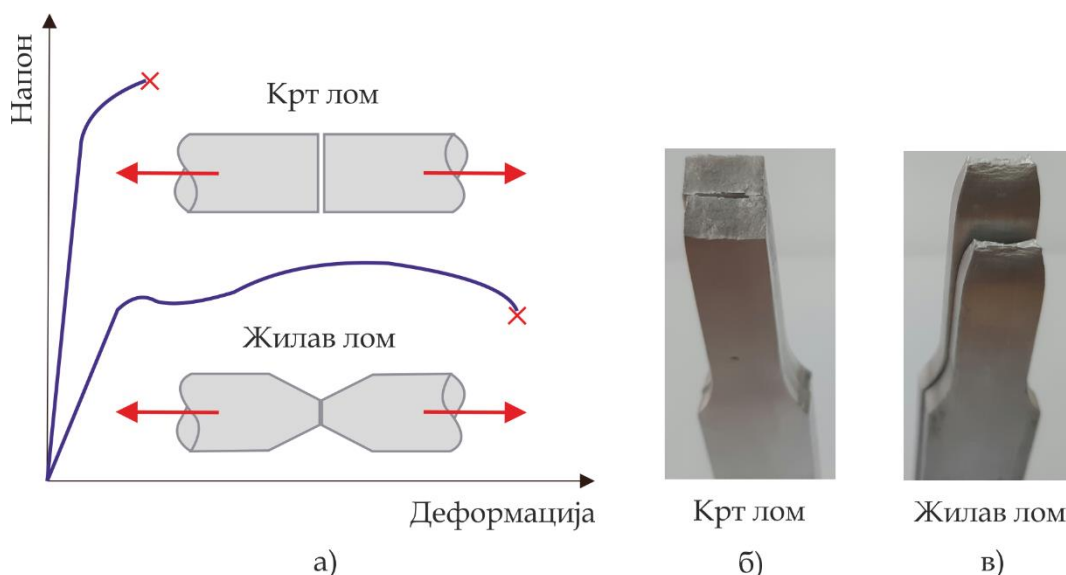 Напон
Крт лом
Жилав лом
Деформација
а)
Крт лом
б)
Жилав лом
в)